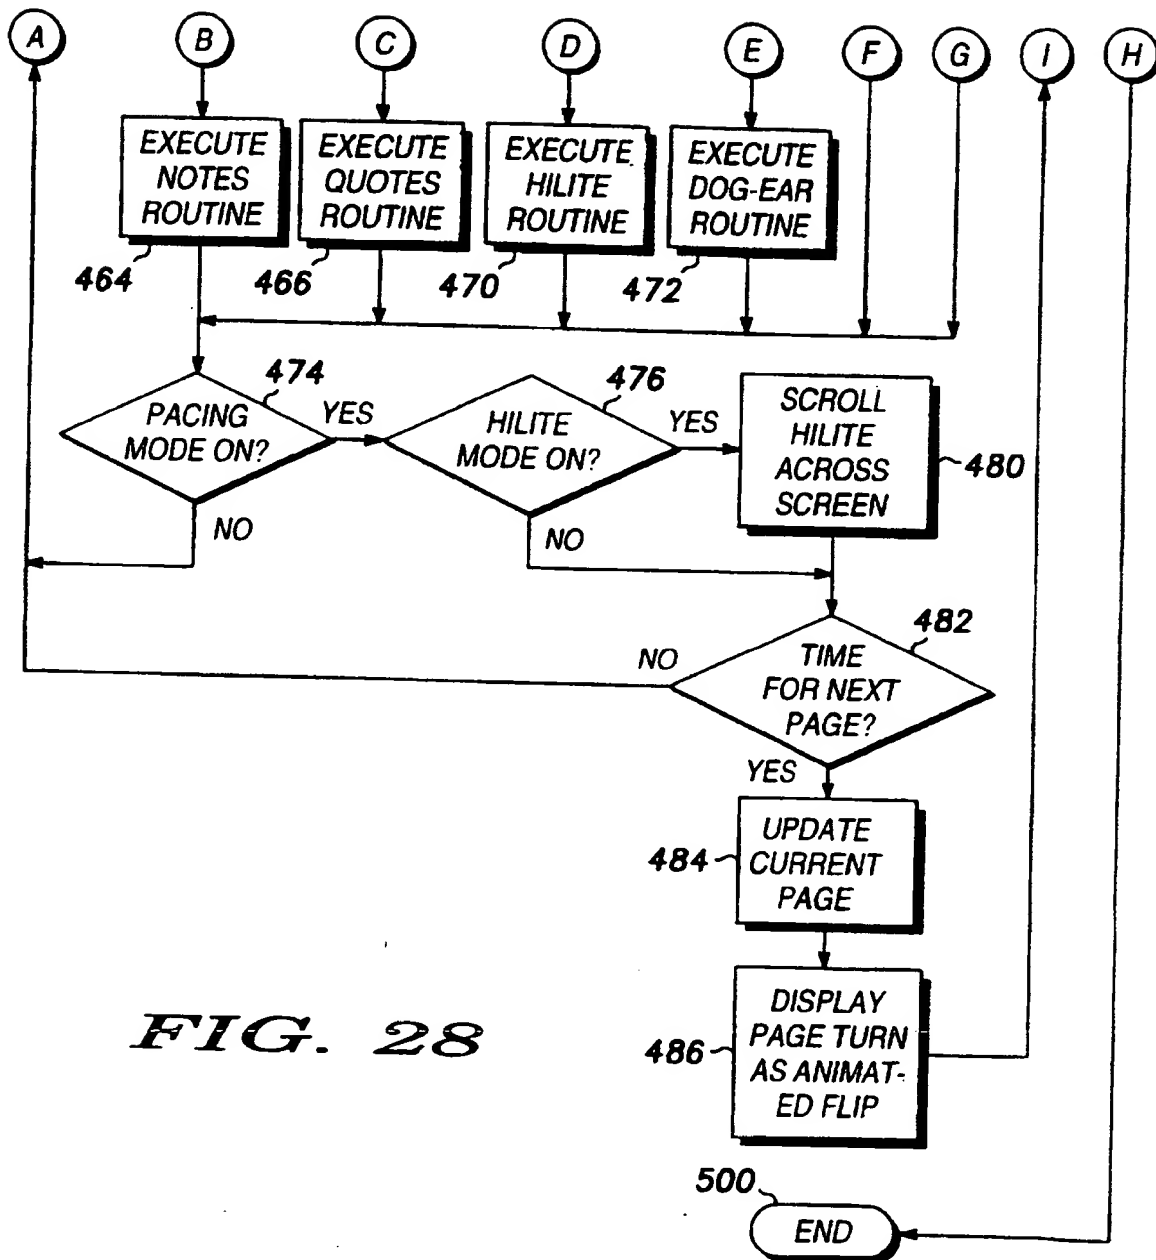 A B C D E F G I H
EXECUTE
NOTES
ROUTINE
464
EXECUTE
QUOTES
ROUTINE
466
EXECUTE
HILITE
ROUTINE
470
EXECUTE
DOG-EAR
ROUTINE
472
PACING
MODE ON?
474
YES
NO
HILITE
MODE ON?
476
YES
NO
SCROLL
HILITE
ACROSS
SCREEN
480
TIME
FOR NEXT
PAGE?
482
NO
YES
UPDATE
CURRENT
PAGE
484
DISPLAY
PAGE TURN
AS ANIMAT-
ED FLIP
486
FIG. 28
500
END